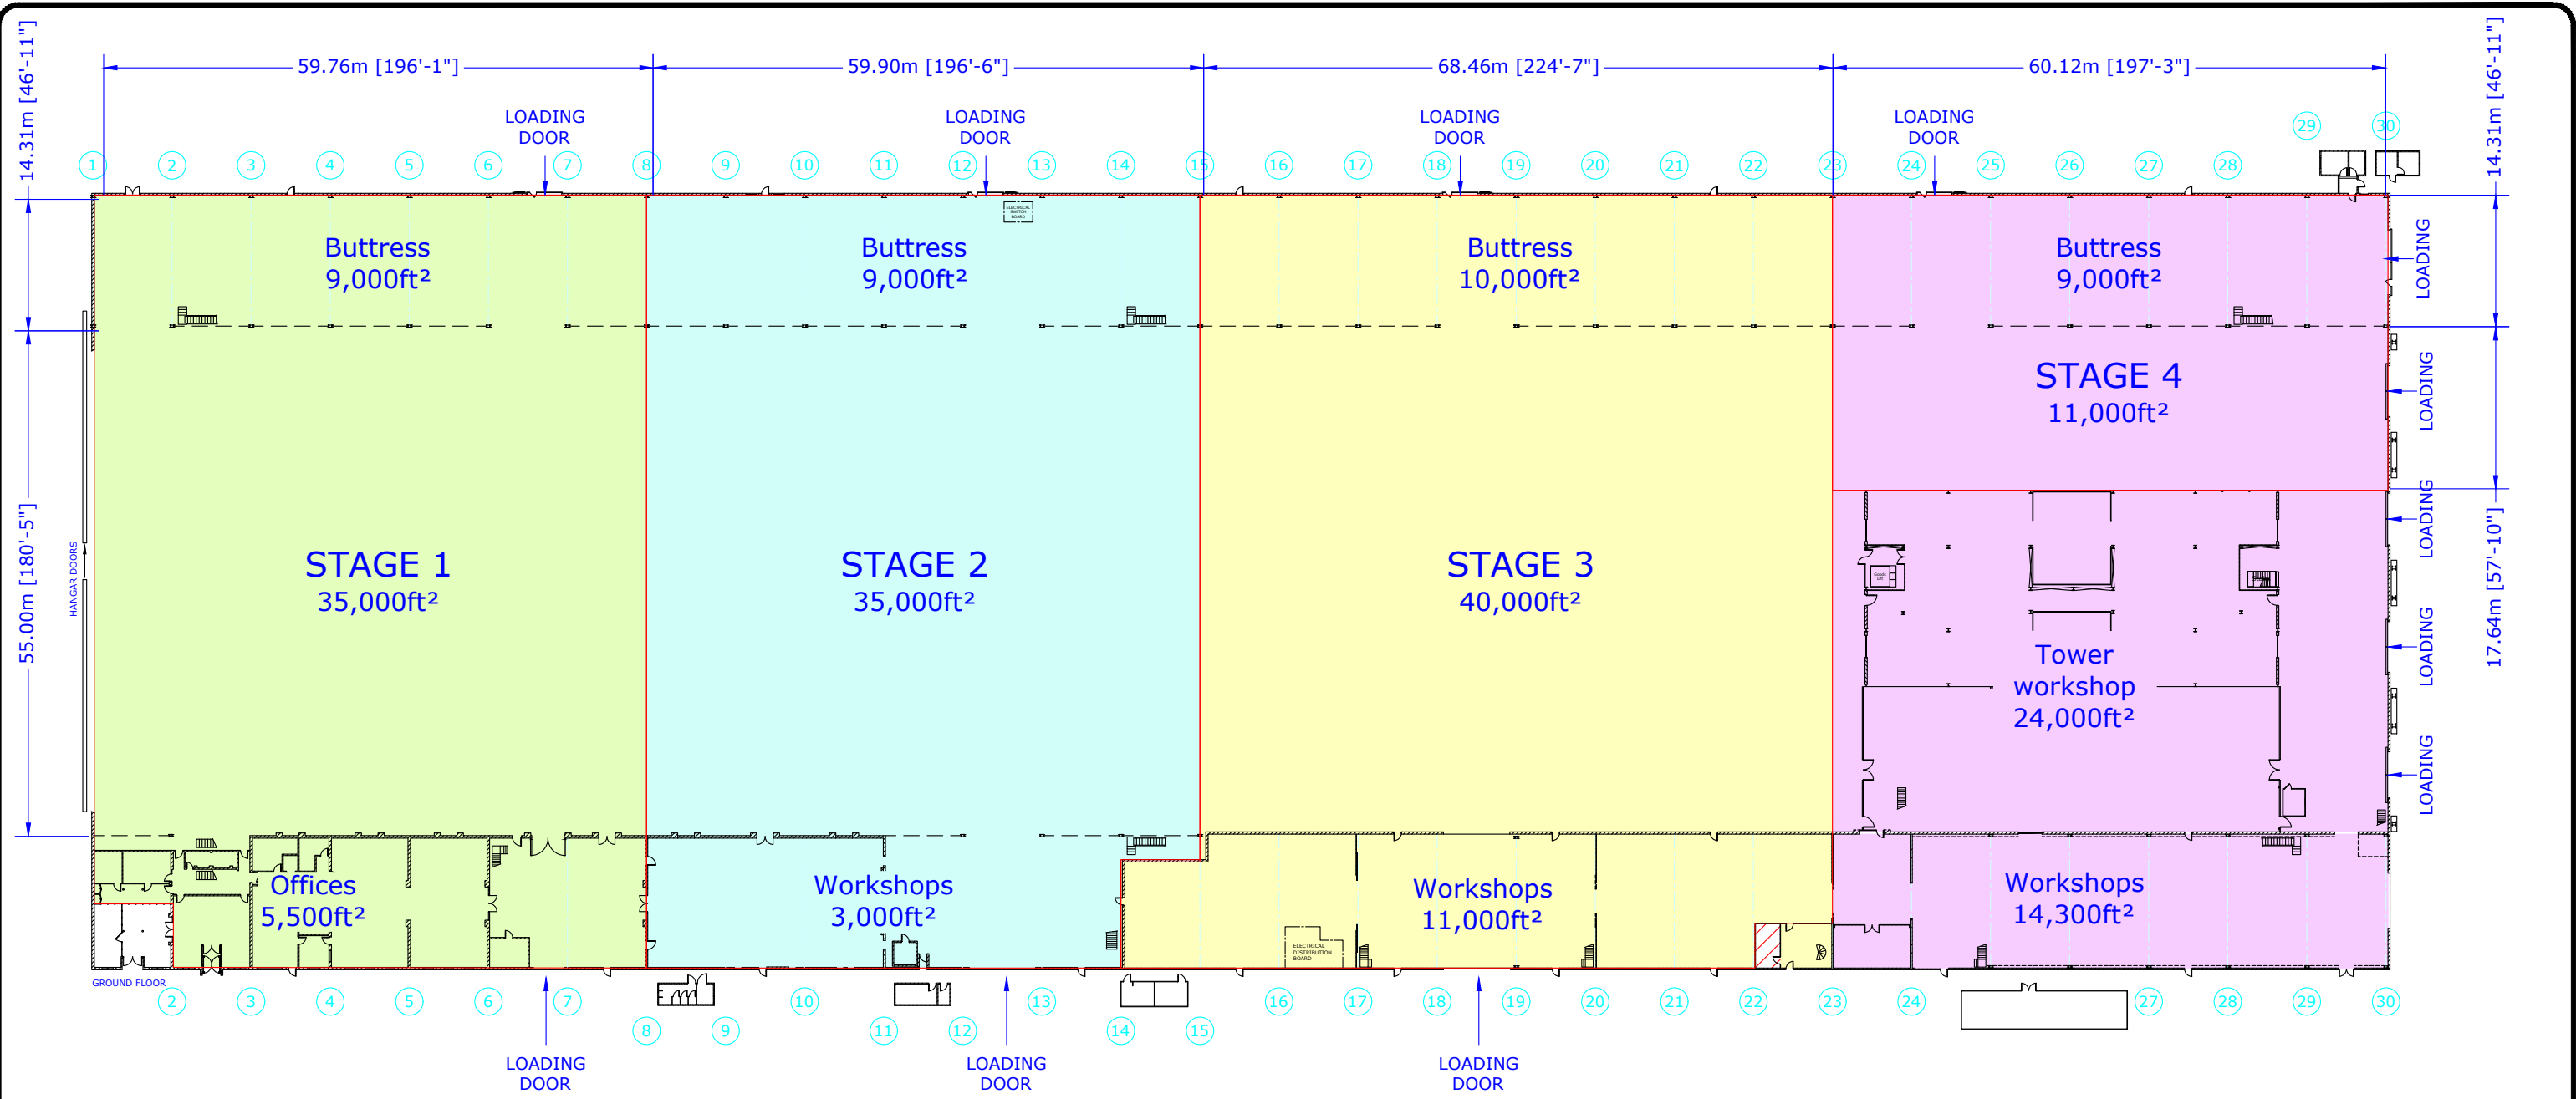 59.76m [196'-1"]
59.90m [196'-6"]
68.46m [224'-7"]
60.12m [197'-3"]
14.31m [46'-11"]
14.31m [46'-11"]
LOADING
DOOR
LOADING
DOOR
LOADING
DOOR
LOADING
DOOR
29
30
1
2
3
4
5
6
7
8
9
10
11
12
13
14
15
16
17
18
19
20
21
22
23
24
25
26
27
28
ELECTRICAL
SWITCH
BOARD
Buttress
9,000ft²
Buttress
9,000ft²
Buttress
10,000ft²
Buttress
9,000ft²
LOADING
STAGE 4
11,000ft²
LOADING
55.00m [180'-5"]
HANGAR DOORS
STAGE 1
35,000ft²
STAGE 2
35,000ft²
STAGE 3
40,000ft²
LOADING
17.64m [57'-10"]
Tower
workshop
24,000ft²
LOADING
LOADING
Offices
5,500ft²
Workshops
3,000ft²
Workshops
11,000ft²
Workshops
14,300ft²
ELECTRICAL
DISTRIBUTION
BOARD
GROUND FLOOR
2
3
4
5
6
7
10
13
16
17
18
19
20
21
22
23
24
27
28
29
30
8
9
11
12
14
15
LOADING
DOOR
LOADING
DOOR
LOADING
DOOR